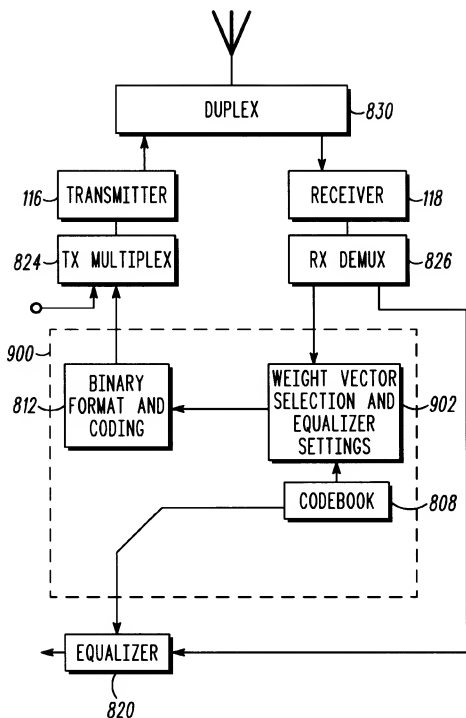 DUPLEX
830
116
TRANSMITTER
RECEIVER
118
824
TX MULTIPLEX
RX DEMUX
826
900
812
BINARY
FORMAT AND
CODING
WEIGHT VECTOR
SELECTION AND
EQUALIZER
SETTINGS
902
CODEBOOK
808
EQUALIZER
820